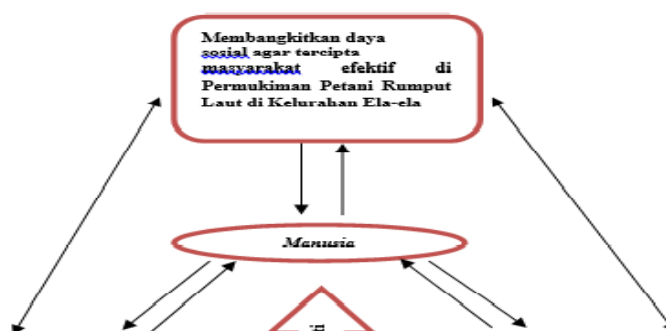 Membangkitkan daya
sosial agar tercipta
masyarakat efektif di
Permukiman Petani Rumput
Laut di Kelurahan Ela-ela
Manusia